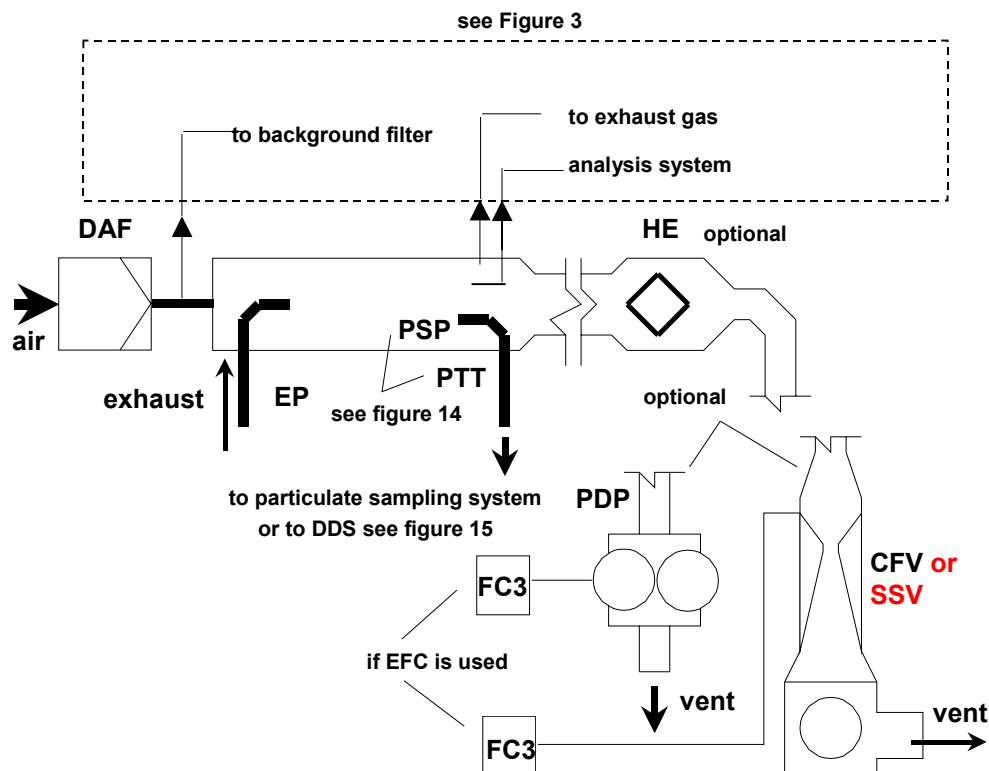 see Figure 3
to exhaust gas
to background filter
analysis system
DAF
HE optional
air
PSP
exhaust
EP
PTT
see figure 14
optional
to particulate sampling system
or to DDS see figure 15
PDP
CFV or
SSV
FC3
if EFC is used
vent
vent
FC3